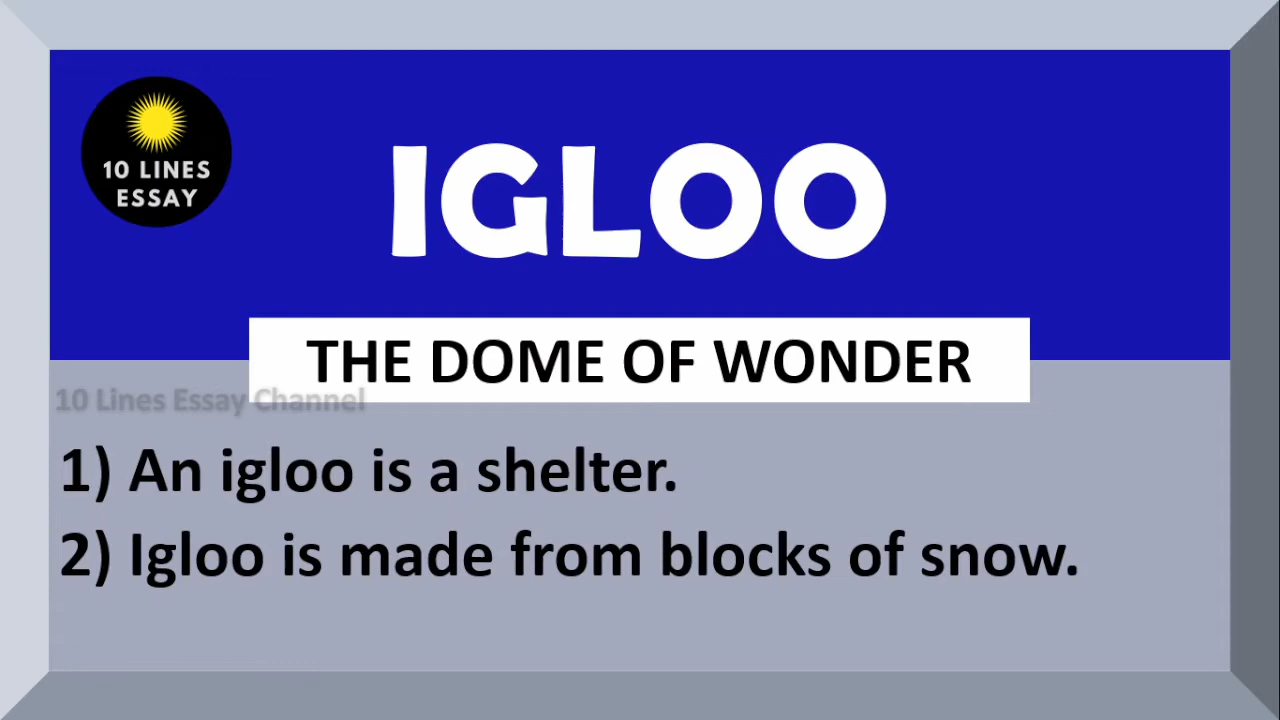 10 LINES
ESSAY
IGLOO
THE DOME OF WONDER
10 Lines Essay Channel
1) An igloo is a shelter.
2) Igloo is made from blocks of snow.